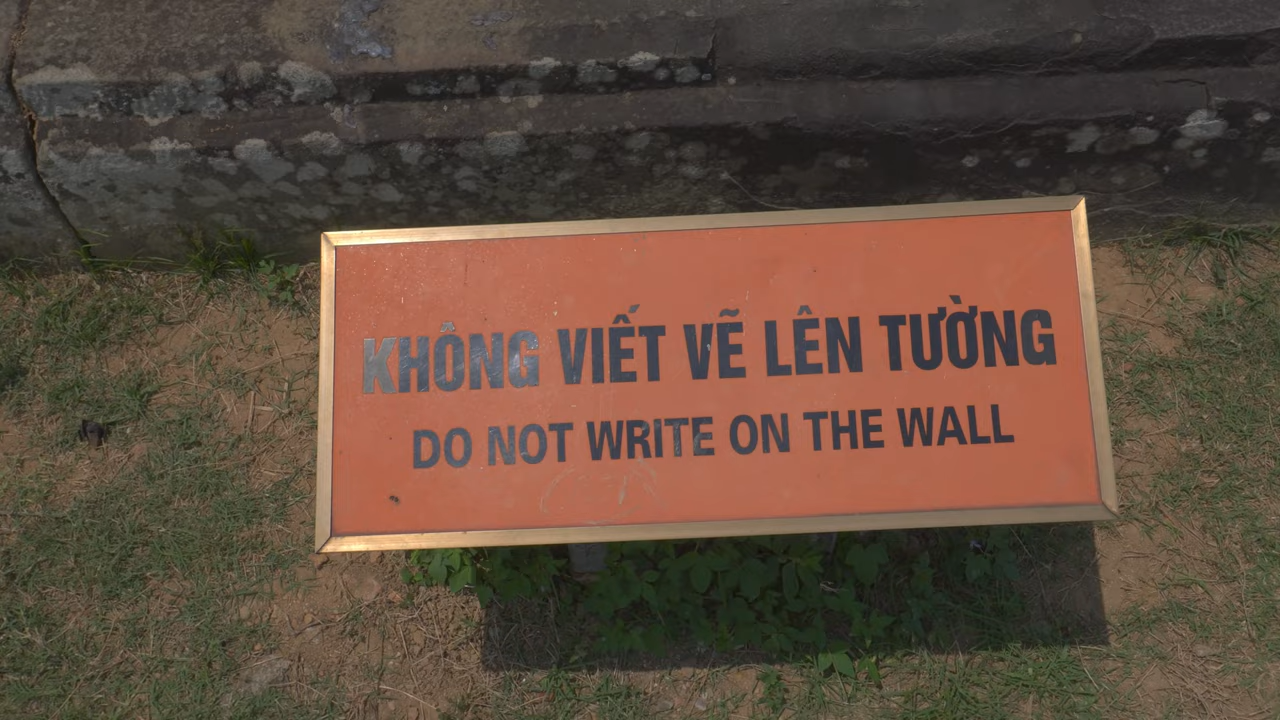 KHÔNG VIẾT VẼ LÊN TƯỜNG
DO NOT WRITE ON THE WALL